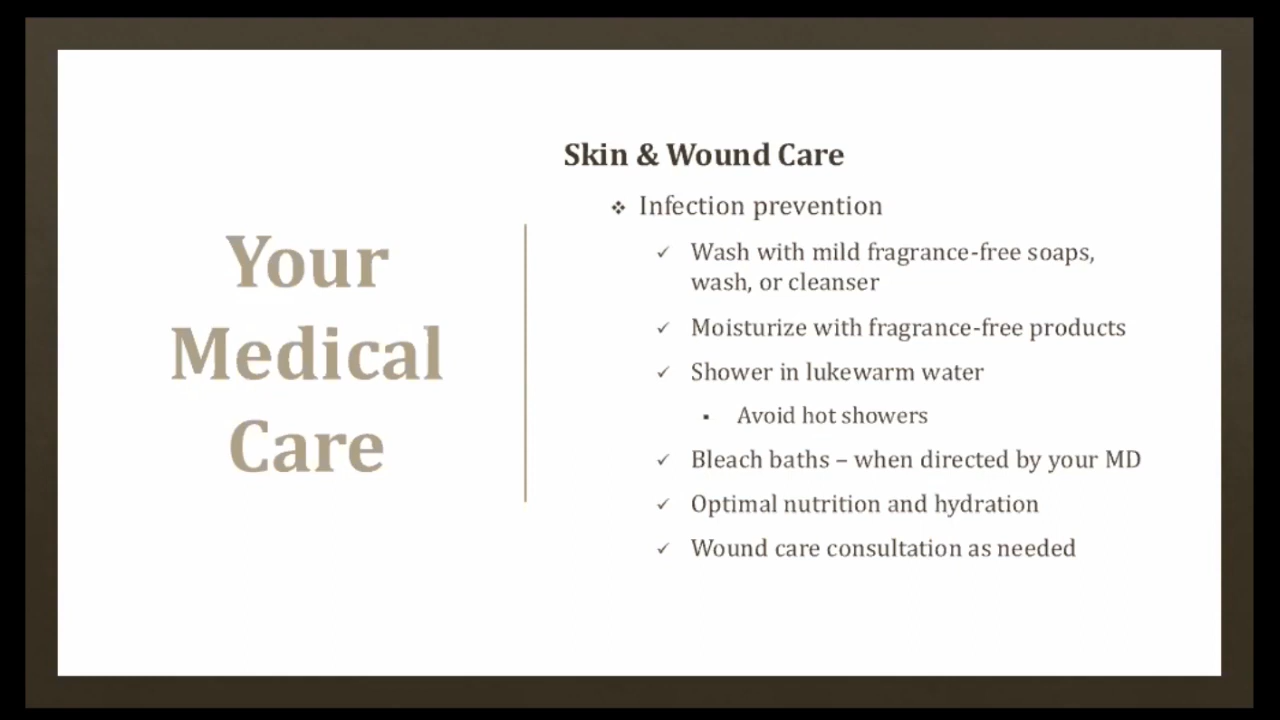 Your
Medical
Care
Skin & Wound Care
❖ Infection prevention
✓ Wash with mild fragrance-free soaps,
wash, or cleanser
✓ Moisturize with fragrance-free products
✓ Shower in lukewarm water
▪ Avoid hot showers
✓ Bleach baths – when directed by your MD
✓ Optimal nutrition and hydration
✓ Wound care consultation as needed